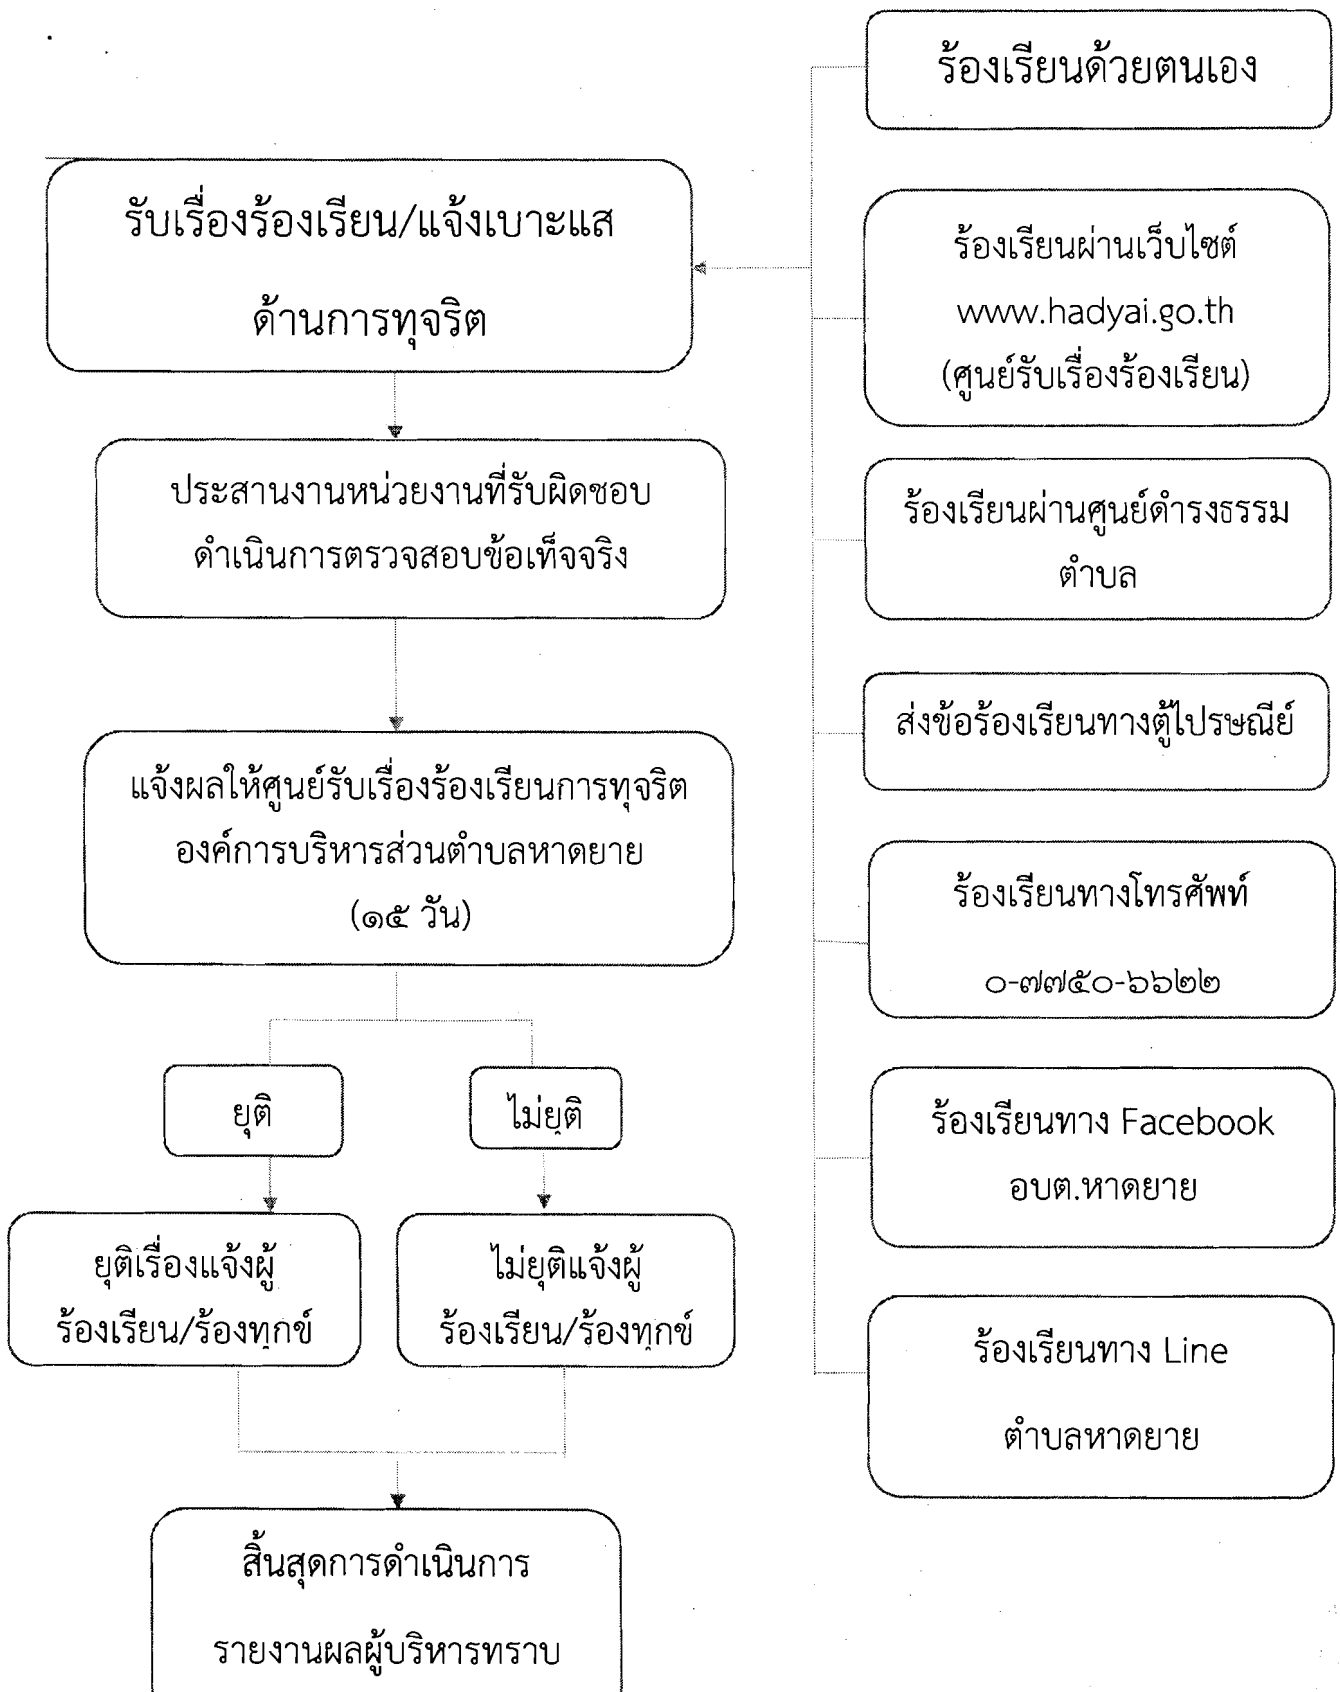 ร้องเรียนด้วยตนเอง
รับเรื่องร้องเรียน/แจ้งเบาะแส
ด้านการทุจริต
ร้องเรียนผ่านเว็บไซต์
www.hadyai.go.th
(ศูนย์รับเรื่องร้องเรียน)
ประสานงานหน่วยงานที่รับผิดชอบ
ดำเนินการตรวจสอบข้อเท็จจริง
ร้องเรียนผ่านศูนย์ดำรงธรรม
ตำบล
ส่งข้อร้องเรียนทางตู้ไปรษณีย์
แจ้งผลให้ศูนย์รับเรื่องร้องเรียนการทุจริต
องค์การบริหารส่วนตำบลหาดยาย
(๑๕ วัน)
ร้องเรียนทางโทรศัพท์
๐-๗๗๕๐-๖๖๒๒
ยุติ
ไม่ยุติ
ร้องเรียนทาง Facebook
อบต.หาดยาย
ยุติเรื่องแจ้งผู้
ร้องเรียน/ร้องทุกข์
ไม่ยุติแจ้งผู้
ร้องเรียน/ร้องทุกข์
ร้องเรียนทาง Line
ตำบลหาดยาย
สิ้นสุดการดำเนินการ
รายงานผลผู้บริหารทราบ